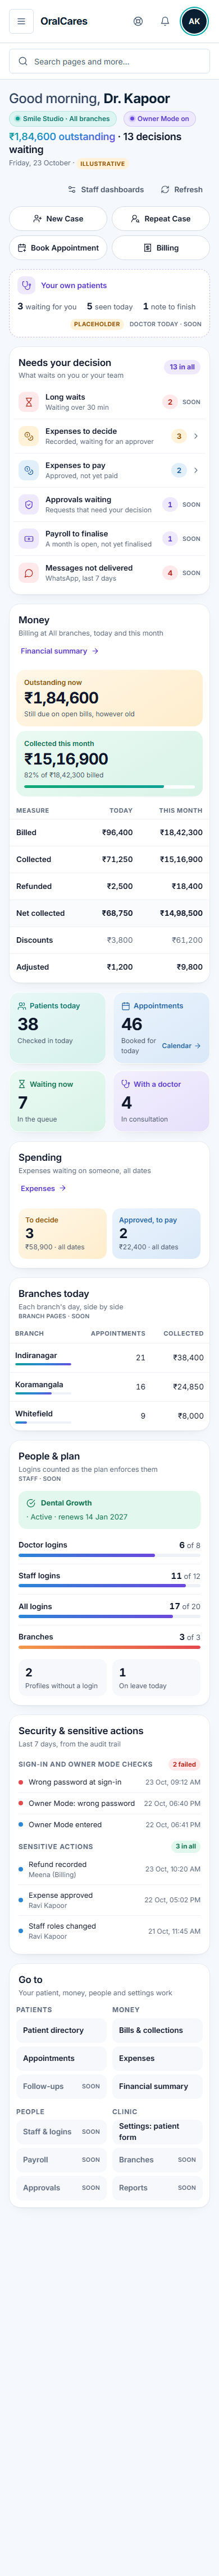 OralCares
AK
Search pages and more...
Good morning, Dr. Kapoor
Smile Studio · All branches
Owner Mode on
₹1,84,600 outstanding · 13 decisions
waiting
Friday, 23 October ·
ILLUSTRATIVE
Staff dashboards
Refresh
New Case
Repeat Case
Book Appointment
Billing
Your own patients
3 waiting for you
5 seen today
1 note to finish
PLACEHOLDER
DOCTOR TODAY · SOON
Needs your decision
What waits on you or your team
13 in all
Long waits
Waiting over 30 min
2
SOON
Expenses to decide
Recorded, waiting for an approver
3
Expenses to pay
Approved, not yet paid
2
Approvals waiting
Requests that need your decision
1
SOON
Payroll to finalise
A month is open, not yet finalised
1
SOON
Messages not delivered
WhatsApp, last 7 days
4
SOON
Money
Billing at All branches, today and this month
Financial summary
Outstanding now
₹1,84,600
Still due on open bills, however old
Collected this month
₹15,16,900
82% of ₹18,42,300 billed
MEASURE TODAY THIS MONTH
Billed ₹96,400 ₹18,42,300
Collected ₹71,250 ₹15,16,900
Refunded ₹2,500 ₹18,400
Net collected ₹68,750 ₹14,98,500
Discounts ₹3,800 ₹61,200
Adjusted ₹1,200 ₹9,800
Patients today
38
Checked in today
Appointments
46
Booked for
today
Calendar
Waiting now
7
In the queue
With a doctor
4
In consultation
Spending
Expenses waiting on someone, all dates
Expenses
To decide
3
₹58,900 · all dates
Approved, to pay
2
₹22,400 · all dates
Branches today
Each branch's day, side by side
BRANCH PAGES · SOON
BRANCH APPOINTMENTS COLLECTED
Indiranagar 21 ₹38,400
Koramangala 16 ₹24,850
Whitefield 9 ₹8,000
People & plan
Logins counted as the plan enforces them
STAFF · SOON
Dental Growth
· Active · renews 14 Jan 2027
Doctor logins 6 of 8
Staff logins 11 of 12
All logins 17 of 20
Branches 3 of 3
2
Profiles without a login
1
On leave today
Security & sensitive actions
Last 7 days, from the audit trail
SIGN-IN AND OWNER MODE CHECKS
2 failed
Wrong password at sign-in 23 Oct, 09:12 AM
Owner Mode: wrong password 22 Oct, 06:40 PM
Owner Mode entered 22 Oct, 06:41 PM
SENSITIVE ACTIONS
3 in all
Refund recorded
Meena (Billing)
23 Oct, 10:20 AM
Expense approved
Ravi Kapoor
22 Oct, 05:02 PM
Staff roles changed
Ravi Kapoor
21 Oct, 11:45 AM
Go to
Your patient, money, people and settings work
PATIENTS
Patient directory
Appointments
Follow-ups SOON
MONEY
Bills & collections
Expenses
Financial summary
PEOPLE
Staff & logins SOON
Payroll SOON
Approvals SOON
CLINIC
Settings: patient
form
Branches SOON
Reports SOON